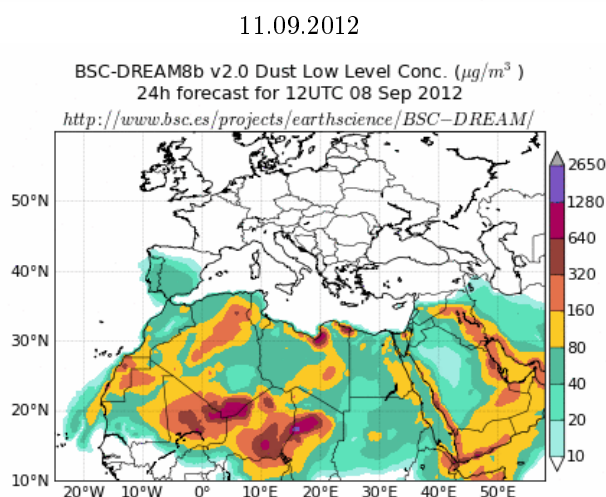 11.09.2012
BSC-DREAM8b v2.0 Dust Low Level Conc. (μg/m³ )
24h forecast for 12UTC 08 Sep 2012
http://www.bsc.es/projects/earthscience/BSC−DREAM/
2650
1280
50°N
640
320
40°N
160
30°N
80
40
20°N
20
10
10°N
20°W 10°W 0° 10°E 20°E 30°E 40°E 50°E